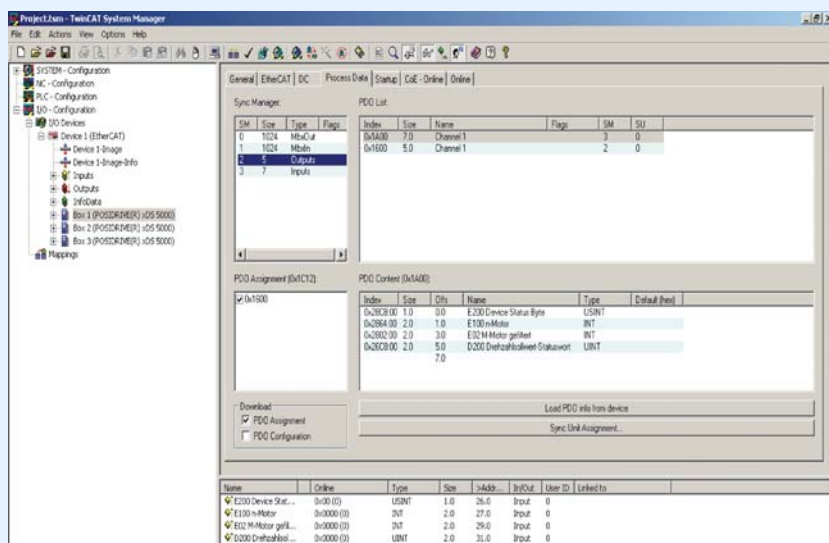 Project.tsm - TwinCAT System Manager
File Edit Actions View Options Help
SYSTEM - Configuration
NC - Configuration
PLC - Configuration
I/O - Configuration
I/O Devices
Device 1 (EtherCAT)
Device 1-Image
Device 1-Image-Info
Inputs
Outputs
InfoData
Box 1 (POSIDRIVE(R) xDS 5000)
Box 2 (POSIDRIVE(R) xDS 5000)
Box 3 (POSIDRIVE(R) xDS 5000)
Mappings
General EtherCAT DC Process Data Startup CoE - Online Online
Sync Manager:
SM Size Type Flags
0 1024 MbxOut
1 1024 MbxIn
2 5 Outputs
3 7 Inputs
PDO List:
Index Size Name Flags SM SU
0x1A00 7.0 Channel 1 3 0
0x1600 5.0 Channel 1 2 0
PDO Assignment (0x1C12):
0x1600
PDO Content (0x1A00):
Index Size Offs Name Type Default (hex)
0x28C8:00 1.0 0.0 E200 Device Status Byte USINT
0x2864:00 2.0 1.0 E100 n-Motor INT
0x2802:00 2.0 3.0 E02 M-Motor gefiltert INT
0x26C8:00 2.0 5.0 D200 Drehzahlsollwert-Statuswort UINT
7.0
Download
PDO Assignment
PDO Configuration
Load PDO info from device
Sync Unit Assignment...
Name Online Type Size >Addr... In/Out User ID Linked to
E200 Device Stat... 0x00 (0) USINT 1.0 26.0 Input 0
E100 n-Motor 0x0000 (0) INT 2.0 27.0 Input 0
E02 M-Motor gefil... 0x0000 (0) INT 2.0 29.0 Input 0
D200 Drehzahlsol... 0x0000 (0) UINT 2.0 31.0 Input 0